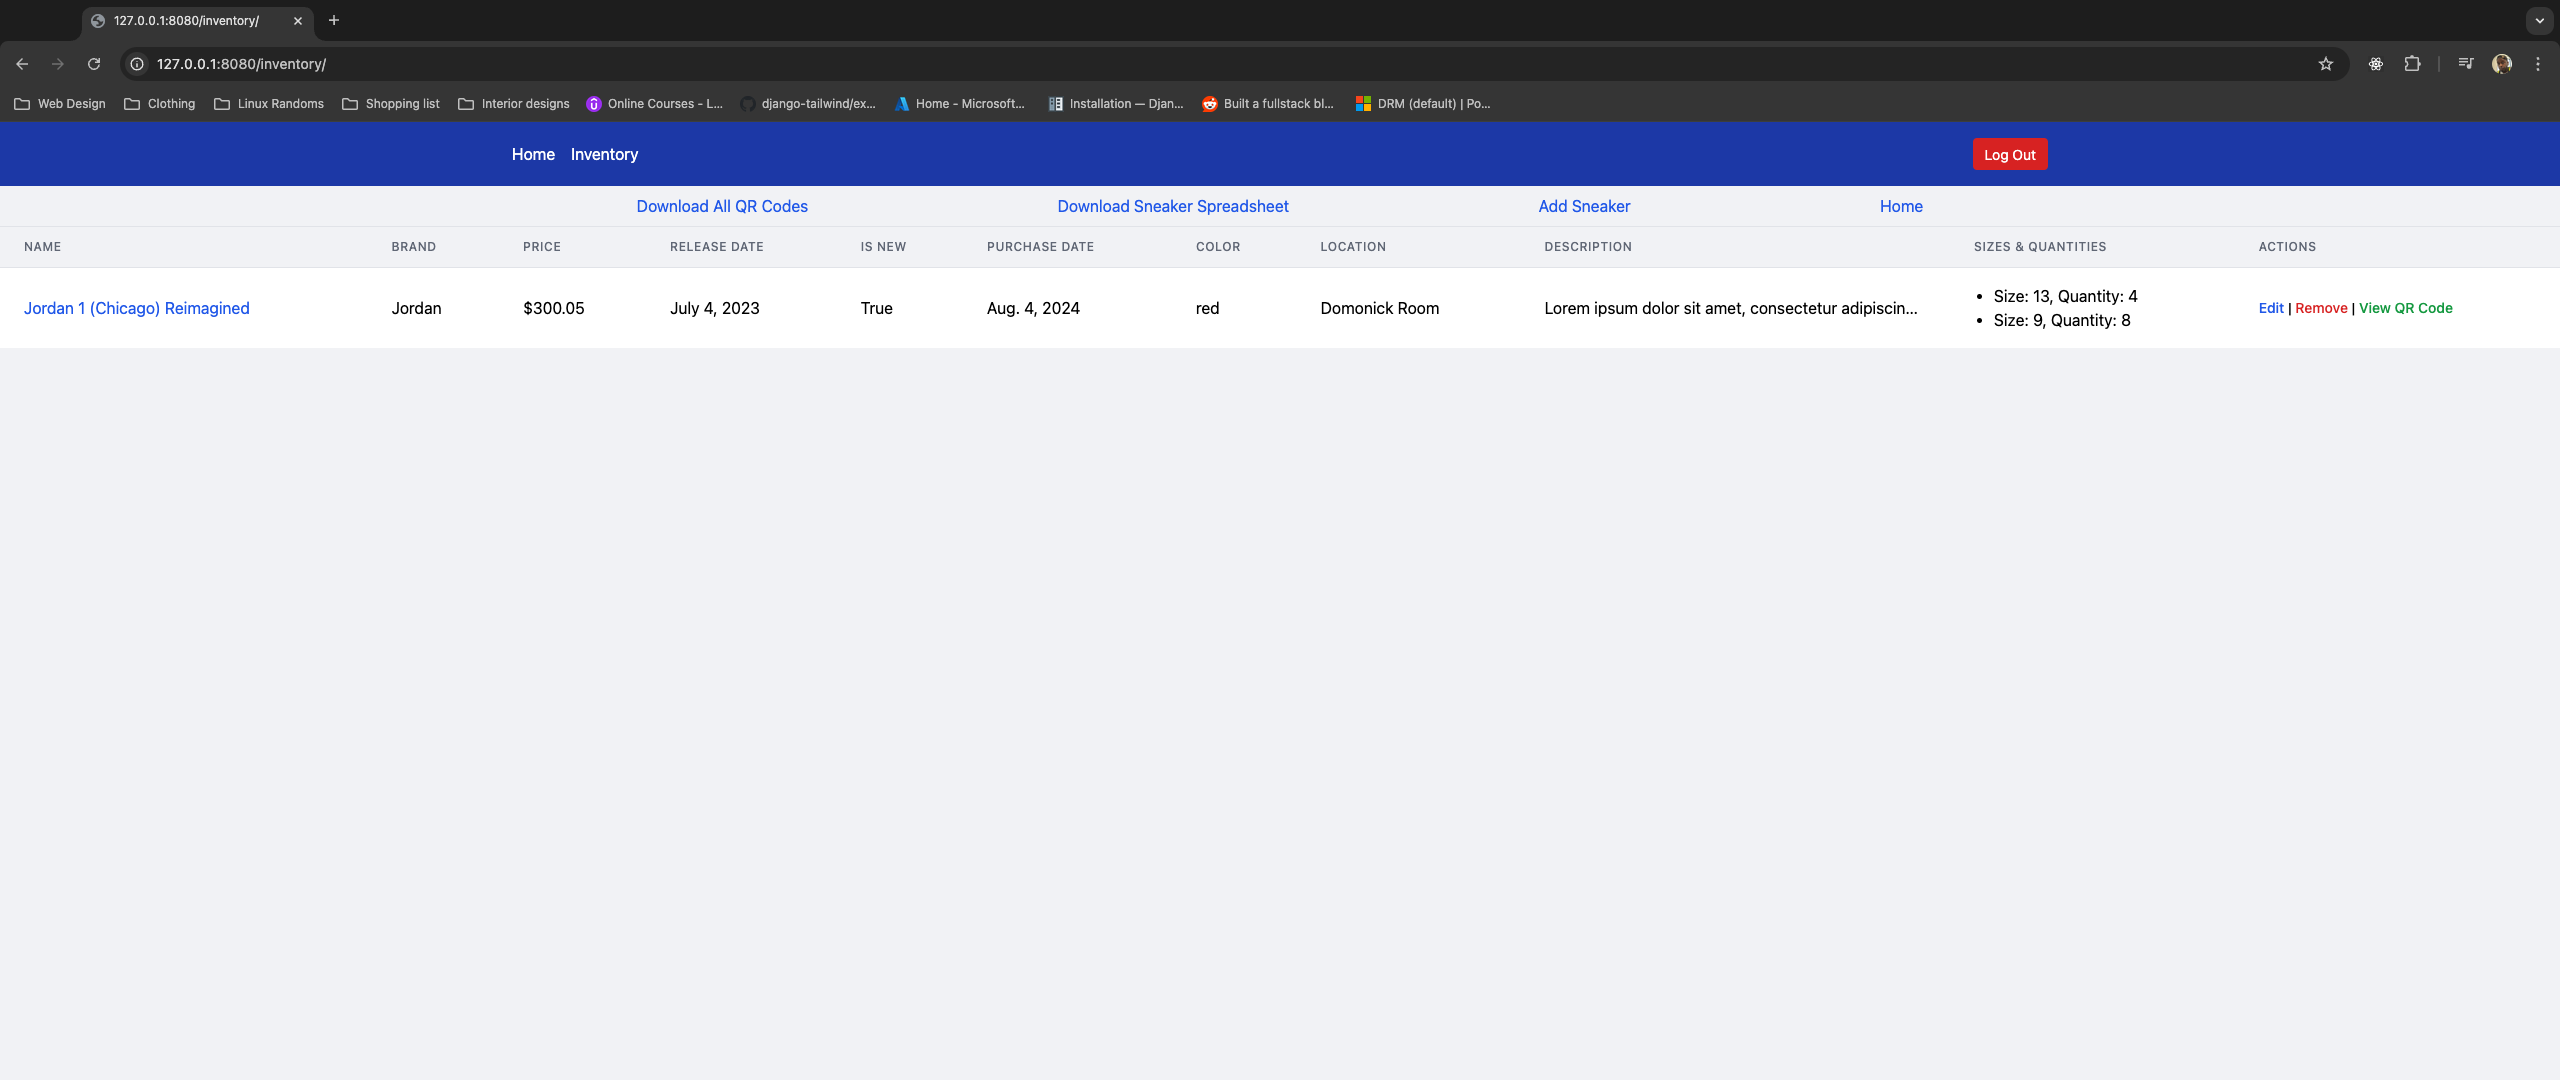 127.0.0.1:8080/inventory/
127.0.0.1:8080/inventory/
Web Design Clothing Linux Randoms Shopping list Interior designs Online Courses - L... django-tailwind/ex... Home - Microsoft... Installation — Djan... Built a fullstack bl... DRM (default) | Po...
Home Inventory Log Out
Download All QR Codes Download Sneaker Spreadsheet Add Sneaker Home
NAME BRAND PRICE RELEASE DATE IS NEW PURCHASE DATE COLOR LOCATION DESCRIPTION SIZES & QUANTITIES ACTIONS
Jordan 1 (Chicago) Reimagined Jordan $300.05 July 4, 2023 True Aug. 4, 2024 red Domonick Room Lorem ipsum dolor sit amet, consectetur adipiscin... • Size: 13, Quantity: 4
• Size: 9, Quantity: 8
Edit | Remove | View QR Code